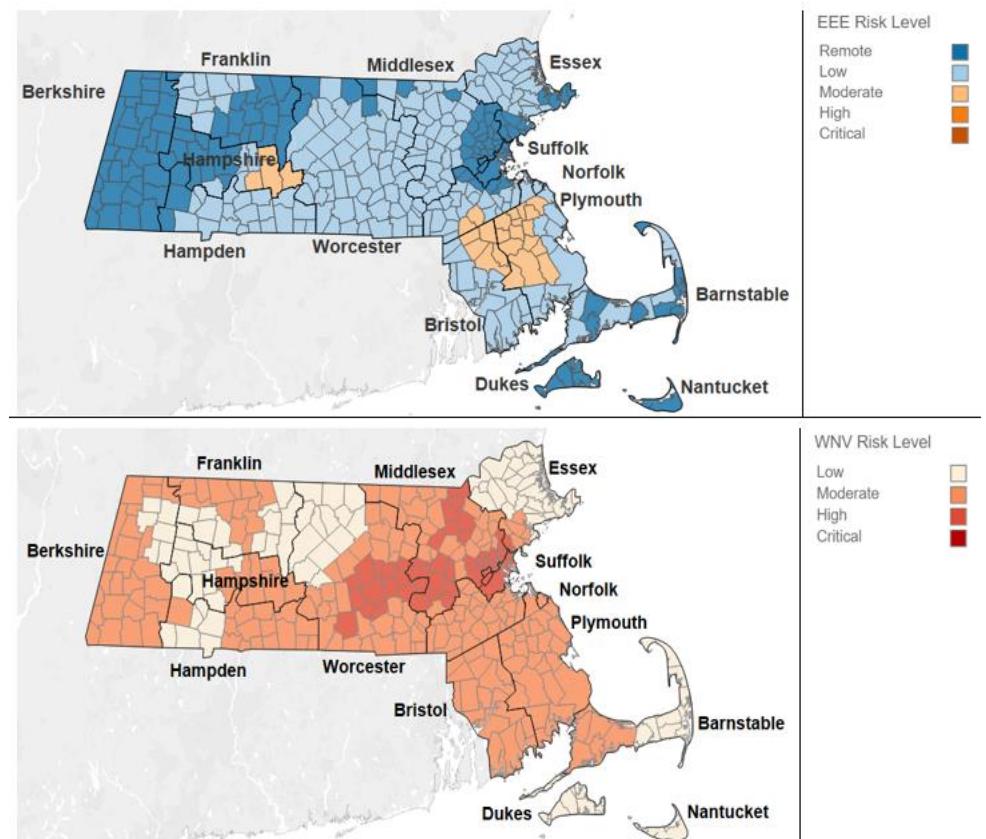 EEE Risk Level
Remote
Low
Moderate
High
Critical
Franklin
Middlesex
Essex
Berkshire
Suffolk
Hampshire
Norfolk
Plymouth
Hampden
Worcester
Barnstable
Bristol
Dukes
Nantucket
WNV Risk Level
Low
Moderate
High
Critical
Franklin
Middlesex
Essex
Berkshire
Suffolk
Hampshire
Norfolk
Plymouth
Hampden
Worcester
Bristol
Barnstable
Dukes
Nantucket